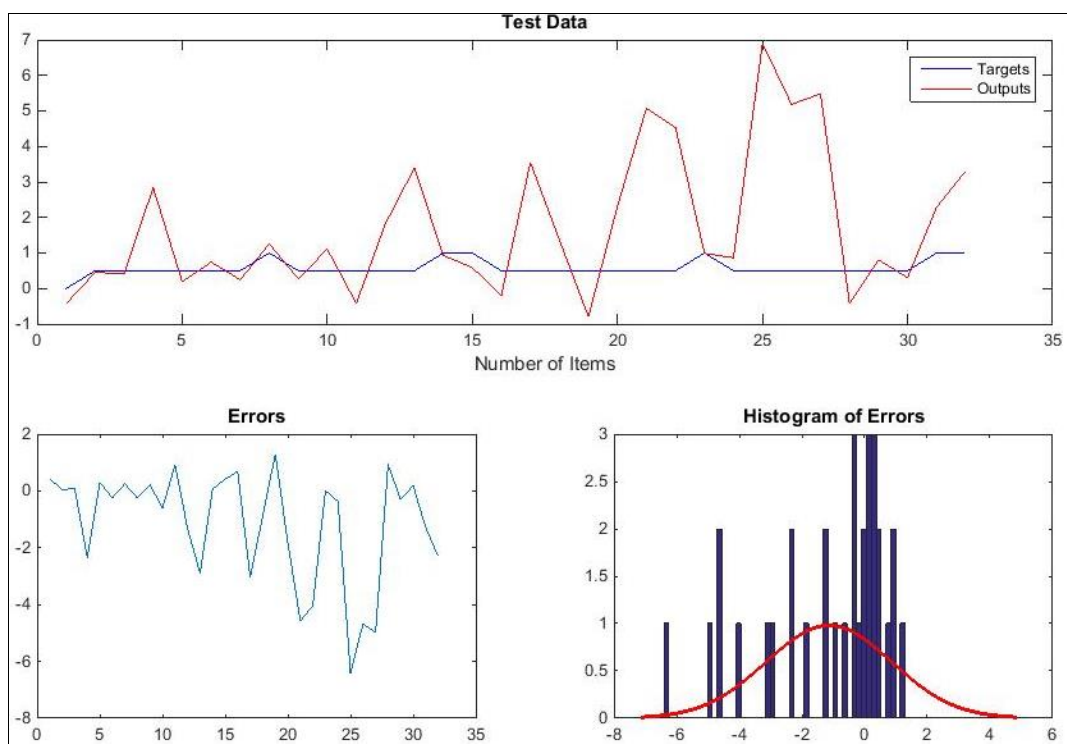 Test Data
7
6
5
4
3
2
1
0
-1
Targets
Outputs
0 5 10 15 20 25 30 35
Number of Items
Errors
2
0
-2
-4
-6
-8
0 5 10 15 20 25 30 35
Histogram of Errors
3
2.5
2
1.5
1
0.5
0
-8 -6 -4 -2 0 2 4 6